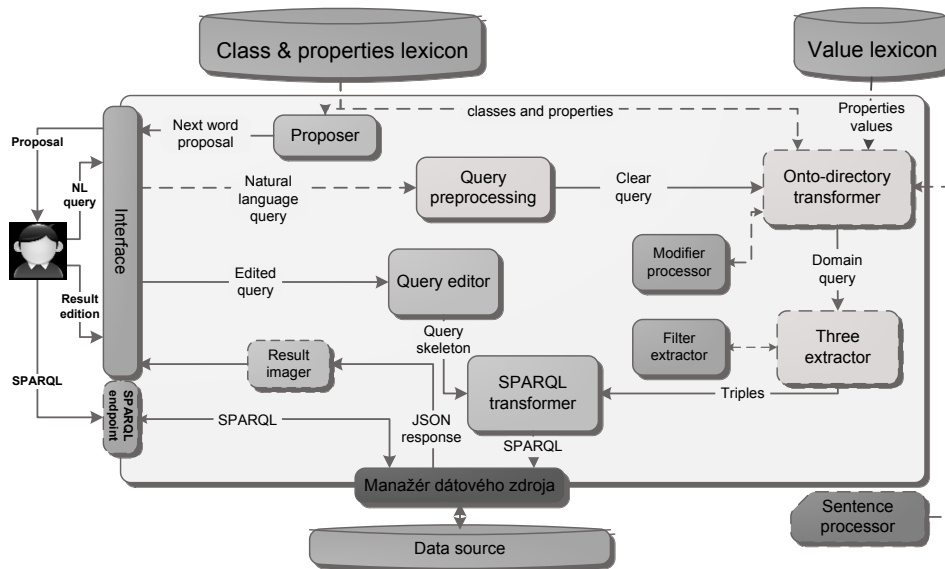 Class & properties lexicon
Value lexicon
classes and properties
Properties
values
Next word
proposal
Proposer
Proposal
NL
query
Interface
Natural
language
query
Query
preprocessing
Clear
query
Onto-directory
transformer
Modifier
processor
Domain
query
Edited
query
Query editor
Result
edition
Query
skeleton
Filter
extractor
Three
extractor
Result
imager
SPARQL
transformer
Triples
SPARQL
SPARQL
endpoint
SPARQL
JSON
response
SPARQL
Manažér dátového zdroja
Sentence
processor
Data source